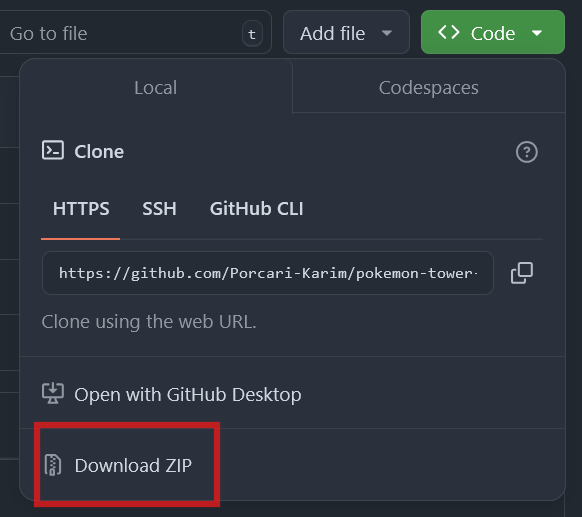 Go to file
t
Add file
Code
Local
Codespaces
Clone
HTTPS
SSH
GitHub CLI
https://github.com/Porcari-Karim/pokemon-tower-
Clone using the web URL.
Open with GitHub Desktop
Download ZIP